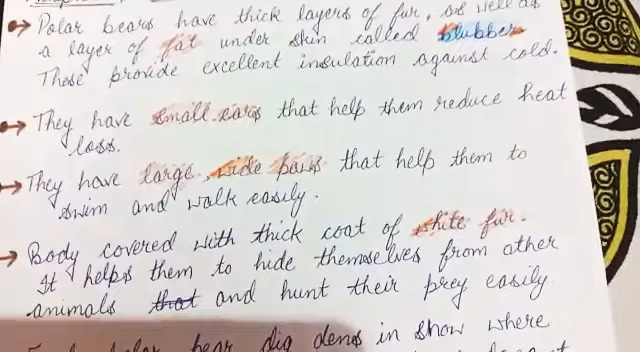 Polar bears have thick layers of fur, as well as
a layer of fat under skin called blubber
These provide excellent insulation against cold.
They have small ears that help them reduce heat
loss.
They have large, wide paws that help them to
swim and walk easily.
Body covered with thick coat of white fur.
It helps them to hide themselves from other
animals that and hunt their prey easily
polar bear dig dens in snow where